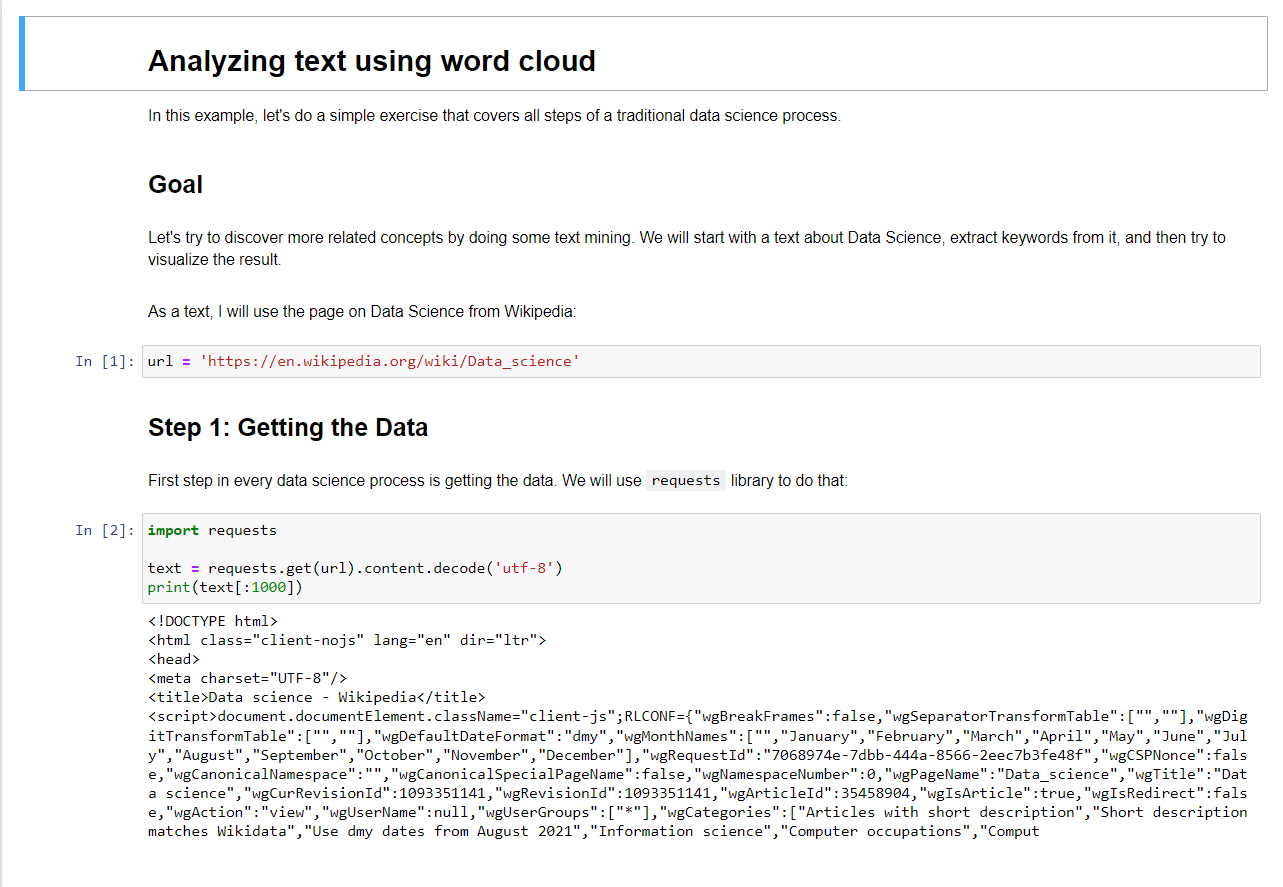 Analyzing text using word cloud
In this example, let's do a simple exercise that covers all steps of a traditional data science process.
Goal
Let's try to discover more related concepts by doing some text mining. We will start with a text about Data Science, extract keywords from it, and then try to
visualize the result.
As a text, I will use the page on Data Science from Wikipedia:
In [1]: url = 'https://en.wikipedia.org/wiki/Data_science'
Step 1: Getting the Data
First step in every data science process is getting the data. We will use requests library to do that:
In [2]: import requests
text = requests.get(url).content.decode('utf-8')
print(text[:1000])
<!DOCTYPE html>
<html class="client-nojs" lang="en" dir="ltr">
<head>
<meta charset="UTF-8"/>
<title>Data science - Wikipedia</title>
<script>document.documentElement.className="client-js";RLCONF={"wgBreakFrames":false,"wgSeparatorTransformTable":["",""],"wgDig
itTransformTable":["",""],"wgDefaultDateFormat":"dmy","wgMonthNames":["","January","February","March","April","May","June","Jul
y","August","September","October","November","December"],"wgRequestId":"7068974e-7dbb-444a-8566-2eec7b3fe48f","wgCSPNonce":fals
e,"wgCanonicalNamespace":"","wgCanonicalSpecialPageName":false,"wgNamespaceNumber":0,"wgPageName":"Data_science","wgTitle":"Dat
a science","wgCurRevisionId":1093351141,"wgRevisionId":1093351141,"wgArticleId":35458904,"wgIsArticle":true,"wgIsRedirect":fals
e,"wgAction":"view","wgUserName":null,"wgUserGroups":["*"],"wgCategories":["Articles with short description","Short description
matches Wikidata","Use dmy dates from August 2021","Information science","Computer occupations","Comput